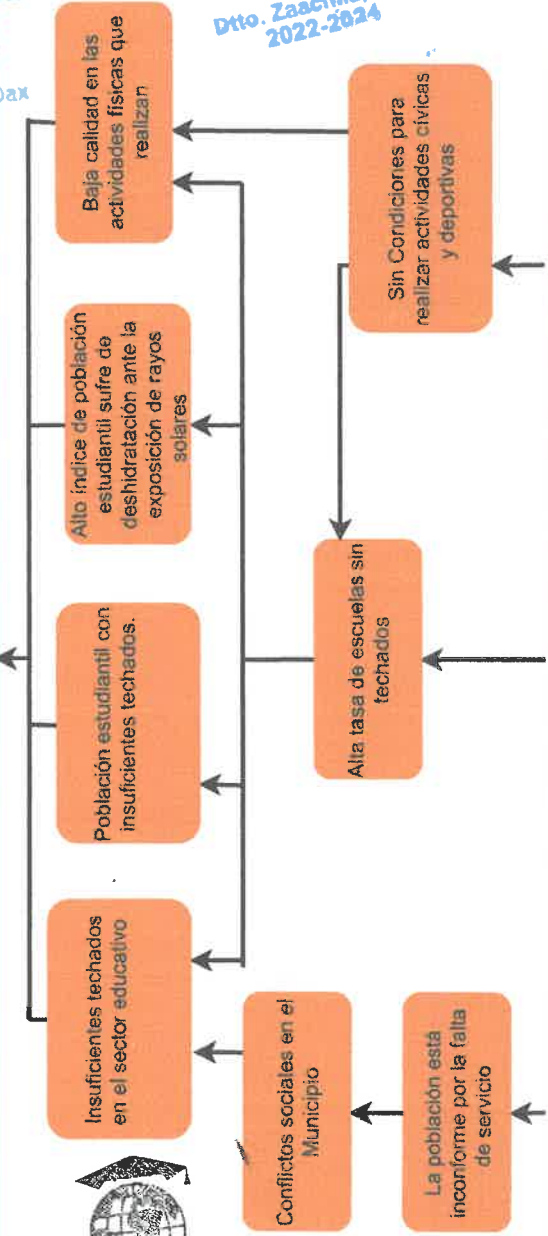 Insuficientes techados
en el sector educativo
Población estudiantil con
insuficientes techados.
Alto índice de población
estudiantil sufre de
deshidratación ante la
exposición de rayos
solares
Baja calidad en las
actividades físicas que
realizan
Conflictos sociales en el
Municipio
Alta tasa de escuelas sin
techados
Sin Condiciones para
realizar actividades cívicas
y deportivas
La población está
inconforme por la falta
de servicio
Dtto.
2022-2024